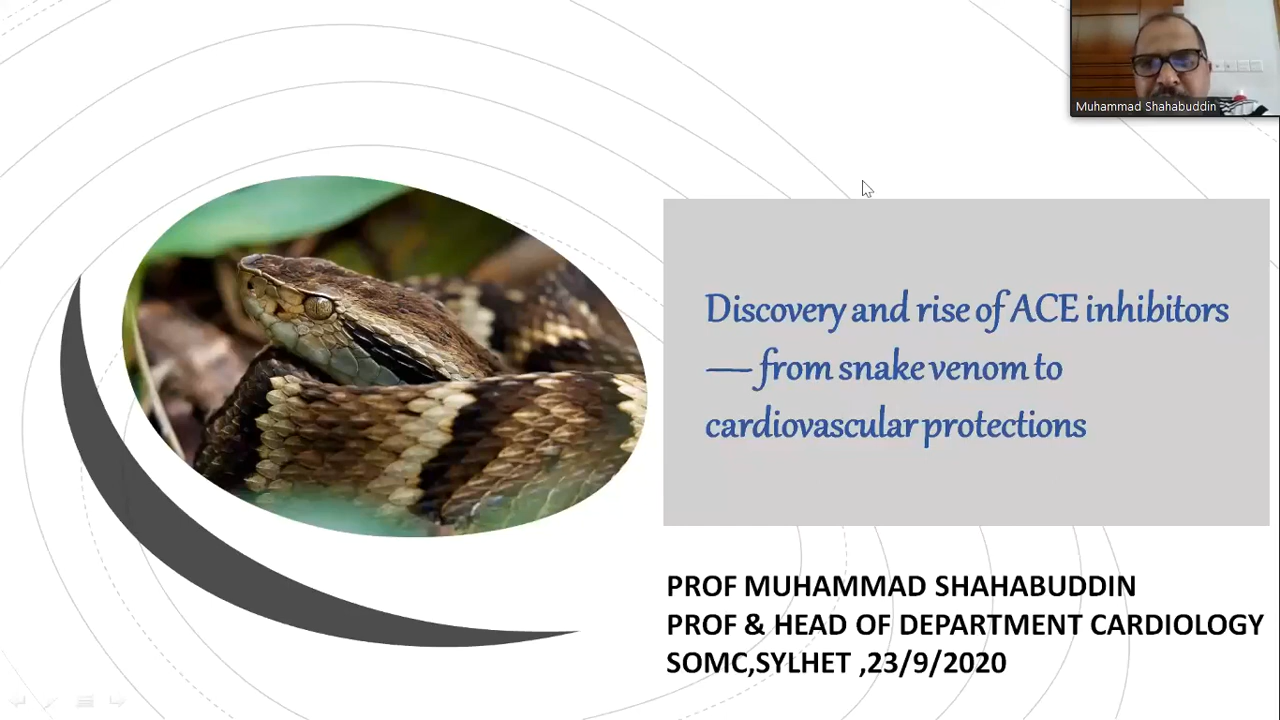 Muhammad Shahabuddin
Discovery and rise of ACE inhibitors
— from snake venom to
cardiovascular protections
PROF MUHAMMAD SHAHABUDDIN
PROF & HEAD OF DEPARTMENT CARDIOLOGY
SOMC,SYLHET ,23/9/2020